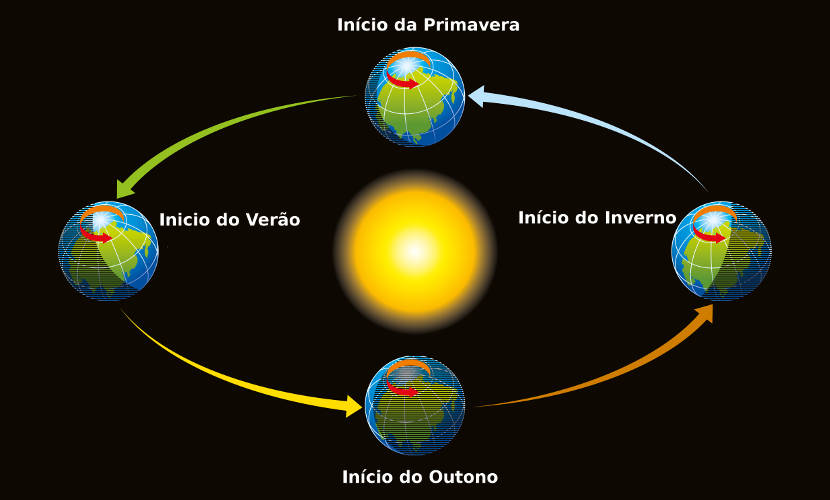 Início da Primavera
Inicio do Verão
Início do Inverno
Início do Outono